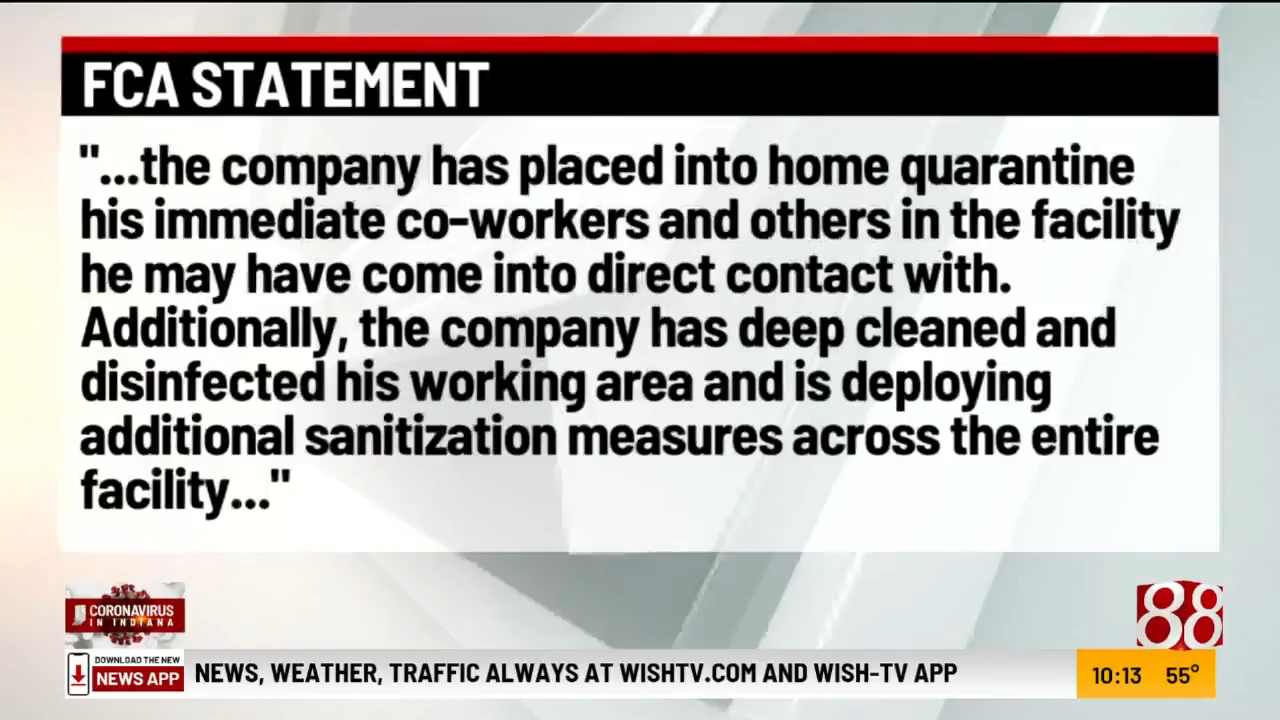 FCA STATEMENT
"...the company has placed into home quarantine
his immediate co-workers and others in the facility
he may have come into direct contact with.
Additionally, the company has deep cleaned and
disinfected his working area and is deploying
additional sanitization measures across the entire
facility..."
CORONAVIRUS
IN INDIANA
88
DOWNLOAD THE NEW
NEWS APP
NEWS, WEATHER, TRAFFIC ALWAYS AT WISHTV.COM AND WISH-TV APP
10:13 55°